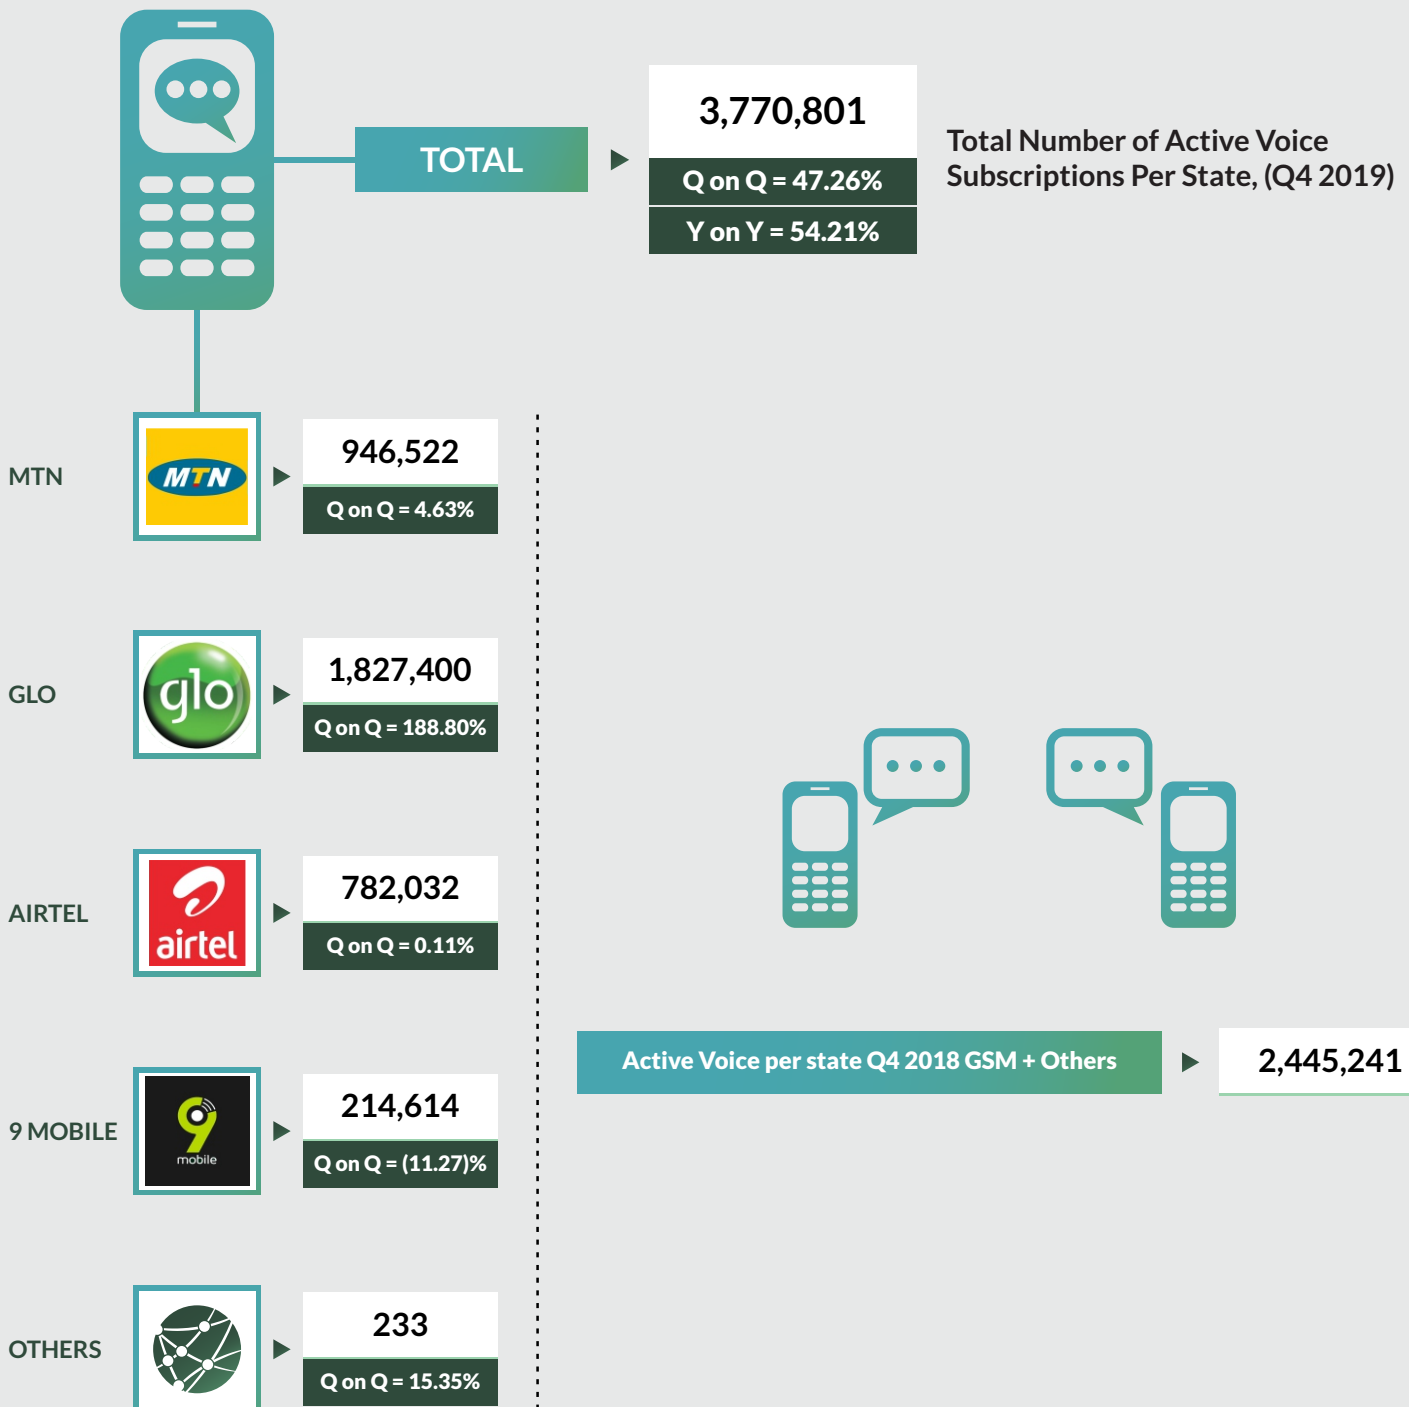 TOTAL
3,770,801
Q on Q = 47.26%
Y on Y = 54.21%
Total Number of Active Voice
Subscriptions Per State, (Q4 2019)
MTN
MTN
946,522
Q on Q = 4.63%
GLO
glo
1,827,400
Q on Q = 188.80%
AIRTEL
airtel
782,032
Q on Q = 0.11%
Active Voice per state Q4 2018 GSM + Others
2,445,241
9 MOBILE
9
mobile
214,614
Q on Q = (11.27)%
OTHERS
233
Q on Q = 15.35%